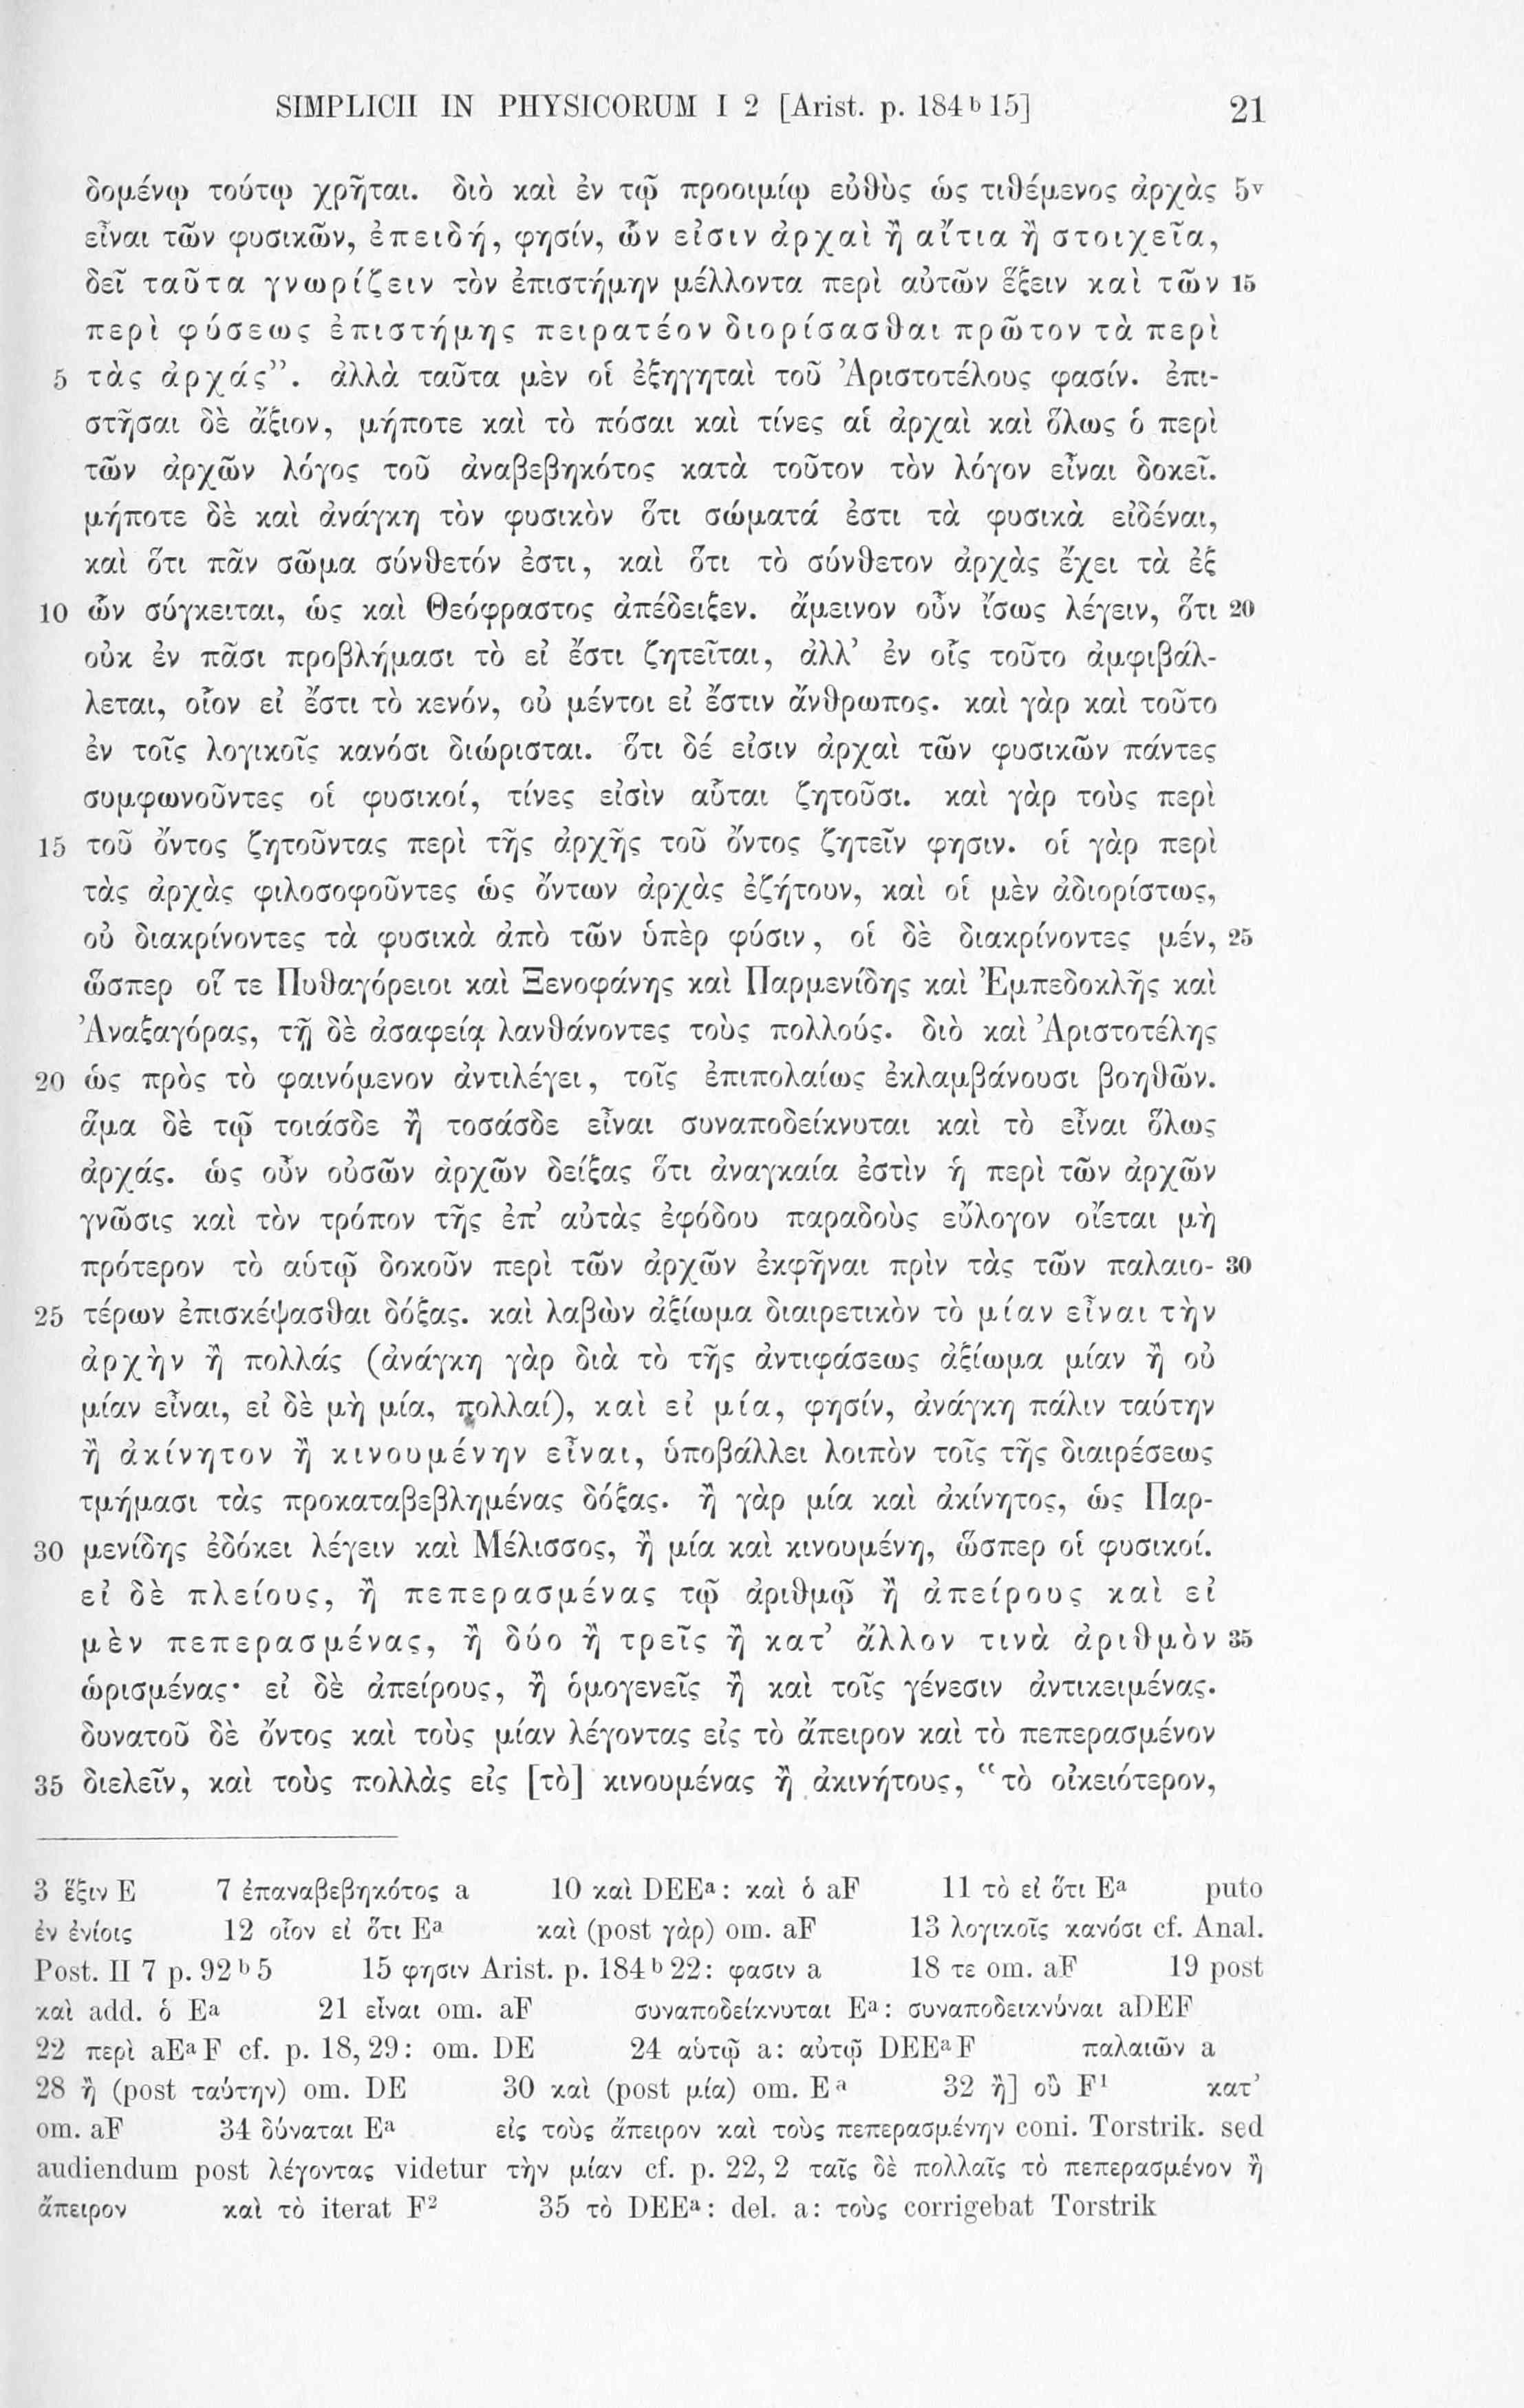 SIMPLICII IN PHYSICORUM I 2 [Arist. p. 184ᵇ15] 21
δομένῳ τούτῳ χρῆται. διὸ καὶ ἐν τῷ προοιμίῳ εὐθὺς ὡς τιθέμενος ἀρχὰς 5ᵛ
εἶναι τῶν φυσικῶν, ἐπειδή, φησίν, ὧν εἰσιν ἀρχαὶ ἢ αἴτια ἢ στοιχεῖα,
δεῖ ταῦτα γνωρίζειν τὸν ἐπιστήμην μέλλοντα περὶ αὐτῶν ἕξειν καὶ τῶν 15
περὶ φύσεως ἐπιστήμης πειρατέον διορίσασθαι πρῶτον τὰ περὶ
5 τὰς ἀρχάς”. ἀλλὰ ταῦτα μὲν οἱ ἐξηγηταὶ τοῦ Ἀριστοτέλους φασίν. ἐπι-
στῆσαι δὲ ἄξιον, μήποτε καὶ τὸ πόσαι καὶ τίνες αἱ ἀρχαὶ καὶ ὅλως ὁ περὶ
τῶν ἀρχῶν λόγος τοῦ ἀναβεβηκότος κατὰ τοῦτον τὸν λόγον εἶναι δοκεῖ.
μήποτε δὲ καὶ ἀνάγκη τὸν φυσικὸν ὅτι σώματά ἐστι τὰ φυσικὰ εἰδέναι,
καὶ ὅτι πᾶν σῶμα σύνθετόν ἐστι, καὶ ὅτι τὸ σύνθετον ἀρχὰς ἔχει τὰ ἐξ
10 ὧν σύγκειται, ὡς καὶ Θεόφραστος ἀπέδειξεν. ἄμεινον οὖν ἴσως λέγειν, ὅτι 20
οὐκ ἐν πᾶσι προβλήμασι τὸ εἰ ἔστι ζητεῖται, ἀλλ’ ἐν οἷς τοῦτο ἀμφιβάλ-
λεται, οἷον εἰ ἔστι τὸ κενόν, οὐ μέντοι εἰ ἔστιν ἄνθρωπος. καὶ γὰρ καὶ τοῦτο
ἐν τοῖς λογικοῖς κανόσι διώρισται. ὅτι δέ εἰσιν ἀρχαὶ τῶν φυσικῶν πάντες
συμφωνοῦντες οἱ φυσικοί, τίνες εἰσὶν αὗται ζητοῦσι. καὶ γὰρ τοὺς περὶ
15 τοῦ ὄντος ζητοῦντας περὶ τῆς ἀρχῆς τοῦ ὄντος ζητεῖν φησιν. οἱ γὰρ περὶ
τὰς ἀρχὰς φιλοσοφοῦντες ὡς ὄντων ἀρχὰς ἐζήτουν, καὶ οἱ μὲν ἀδιορίστως,
οὐ διακρίνοντες τὰ φυσικὰ ἀπὸ τῶν ὑπὲρ φύσιν, οἱ δὲ διακρίνοντες μέν, 25
ὥσπερ οἵ τε Πυθαγόρειοι καὶ Ξενοφάνης καὶ Παρμενίδης καὶ Ἐμπεδοκλῆς καὶ
Ἀναξαγόρας, τῇ δὲ ἀσαφείᾳ λανθάνοντες τοὺς πολλούς. διὸ καὶ Ἀριστοτέλης
20 ὡς πρὸς τὸ φαινόμενον ἀντιλέγει, τοῖς ἐπιπολαίως ἐκλαμβάνουσι βοηθῶν.
ἅμα δὲ τῷ τοιάσδε ἢ τοσάσδε εἶναι συναποδείκνυται καὶ τὸ εἶναι ὅλως
ἀρχάς. ὡς οὖν οὐσῶν ἀρχῶν δείξας ὅτι ἀναγκαία ἐστὶν ἡ περὶ τῶν ἀρχῶν
γνῶσις καὶ τὸν τρόπον τῆς ἐπ’ αὐτὰς ἐφόδου παραδοὺς εὔλογον οἴεται μὴ
πρότερον τὸ αὑτῷ δοκοῦν περὶ τῶν ἀρχῶν ἐκφῆναι πρὶν τὰς τῶν παλαιο- 30
25 τέρων ἐπισκέψασθαι δόξας. καὶ λαβὼν ἀξίωμα διαιρετικὸν τὸ μίαν εἶναι τὴν
ἀρχὴν ἢ πολλάς (ἀνάγκη γὰρ διὰ τὸ τῆς ἀντιφάσεως ἀξίωμα μίαν ἢ οὐ
μίαν εἶναι, εἰ δὲ μὴ μία, πολλαί), καὶ εἰ μία, φησίν, ἀνάγκη πάλιν ταύτην
ἢ ἀκίνητον ἢ κινουμένην εἶναι, ὑποβάλλει λοιπὸν τοῖς τῆς διαιρέσεως
τμήμασι τὰς προκαταβεβλημένας δόξας. ἢ γὰρ μία καὶ ἀκίνητος, ὡς Παρ-
30 μενίδης ἐδόκει λέγειν καὶ Μέλισσος, ἢ μία καὶ κινουμένη, ὥσπερ οἱ φυσικοί.
εἰ δὲ πλείους, ἢ πεπερασμένας τῷ ἀριθμῷ ἢ ἀπείρους καὶ εἰ
μὲν πεπερασμένας, ἢ δύο ἢ τρεῖς ἢ κατ’ ἄλλον τινὰ ἀριθμὸν 35
ὡρισμένας· εἰ δὲ ἀπείρους, ἢ ὁμογενεῖς ἢ καὶ τοῖς γένεσιν ἀντικειμένας.
δυνατοῦ δὲ ὄντος καὶ τοὺς μίαν λέγοντας εἰς τὸ ἄπειρον καὶ τὸ πεπερασμένον
35 διελεῖν, καὶ τοὺς πολλὰς εἰς [τὸ] κινουμένας ἢ ἀκινήτους, “τὸ οἰκειότερον,
3 ἕξιν E 7 ἐπαναβεβηκότος a 10 καὶ DEEᵃ: καὶ ὁ aF 11 τὸ εἰ ὅτι Eᵃ puto
ἐν ἐνίοις 12 οἷον εἰ ὅτι Eᵃ καὶ (post γὰρ) om. aF 13 λογικοῖς κανόσι cf. Anal.
Post. II 7 p. 92ᵇ5 15 φησιν Arist. p. 184ᵇ22: φασιν a 18 τε om. aF 19 post
καὶ add. ὁ Eᵃ 21 εἶναι om. aF συναποδείκνυται Eᵃ: συναποδεικνύναι aDEF
22 περὶ aEᵃF cf. p. 18,29: om. DE 24 αὑτῷ a: αὐτῷ DEEᵃF παλαιῶν a
28 ἢ (post ταύτην) om. DE 30 καὶ (post μία) om. Eᵃ 32 ἢ] οὒ F¹ κατ’
om. aF 34 δύναται Eᵃ εἰς τοὺς ἄπειρον καὶ τοὺς πεπερασμένην coni. Torstrik. sed
audiendum post λέγοντας videtur τὴν μίαν cf. p. 22, 2 ταῖς δὲ πολλαῖς τὸ πεπερασμένον ἢ
ἄπειρον καὶ τὸ iterat F² 35 τὸ DEEᵃ: del. a: τοὺς corrigebat Torstrik